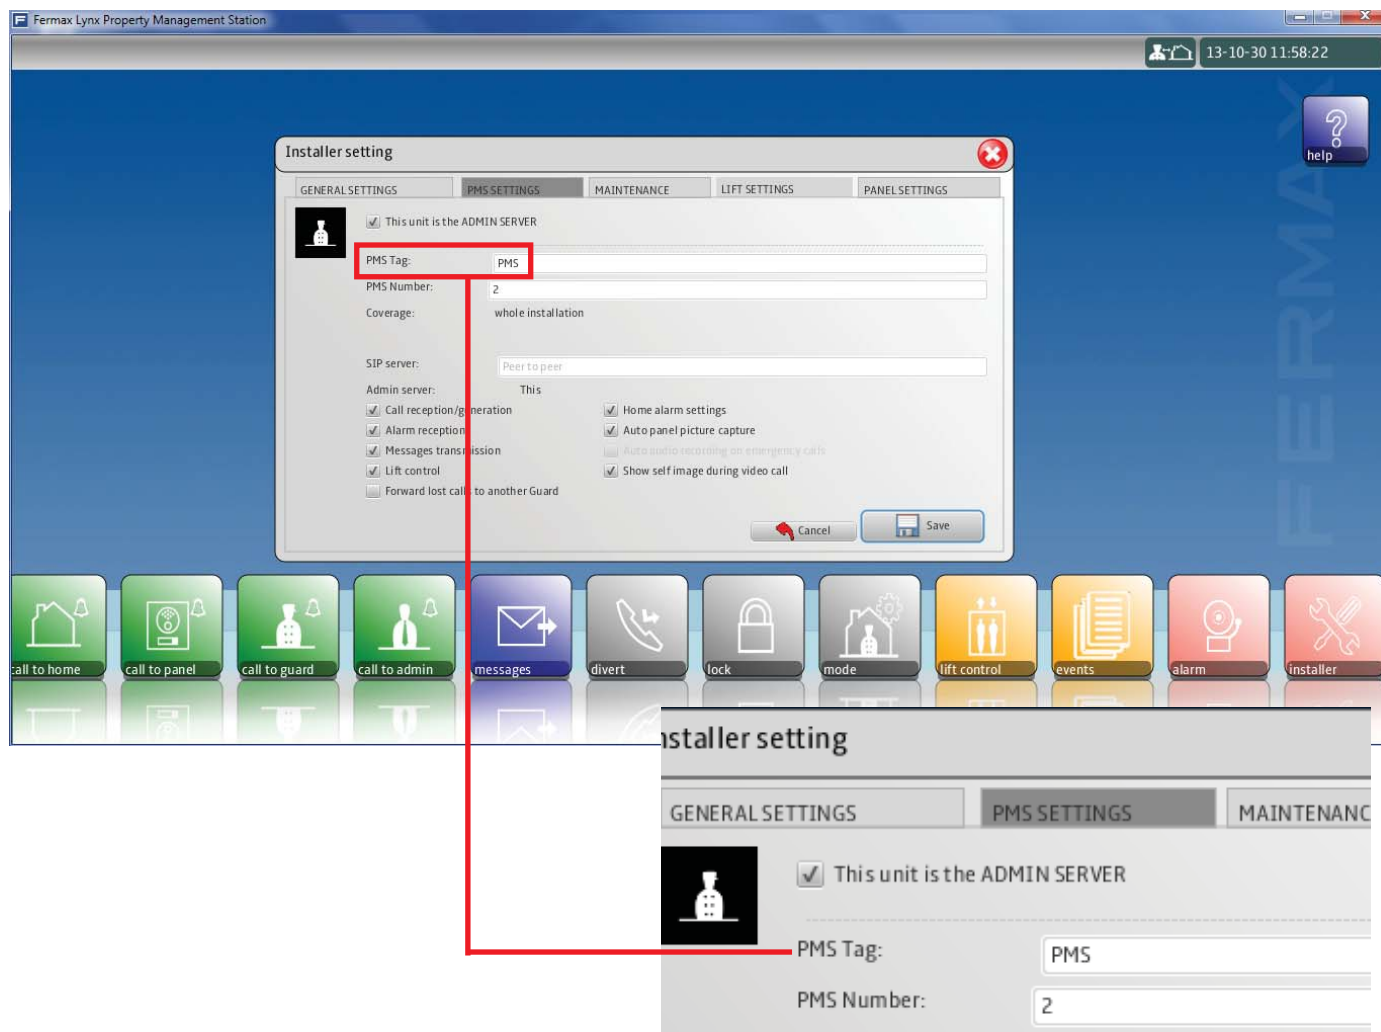 Fermax Lynx Property Management Station
13-10-30 11:58:22
help
FERMAX
Installer setting
GENERAL SETTINGS PMS SETTINGS MAINTENANCE LIFT SETTINGS PANEL SETTINGS
This unit is the ADMIN SERVER
PMS Tag: PMS
PMS Number: 2
Coverage: whole installation
SIP server: Peer to peer
Admin server: This
Call reception/generation Home alarm settings
Alarm reception Auto panel picture capture
Messages transmission Auto audio recording on emergency calls
Lift control Show self image during video call
Forward lost calls to another Guard
Cancel Save
call to home call to panel call to guard call to admin messages divert lock mode lift control events alarm installer
nstaller setting
GENERAL SETTINGS PMS SETTINGS MAINTENANC
This unit is the ADMIN SERVER
PMS Tag: PMS
PMS Number: 2